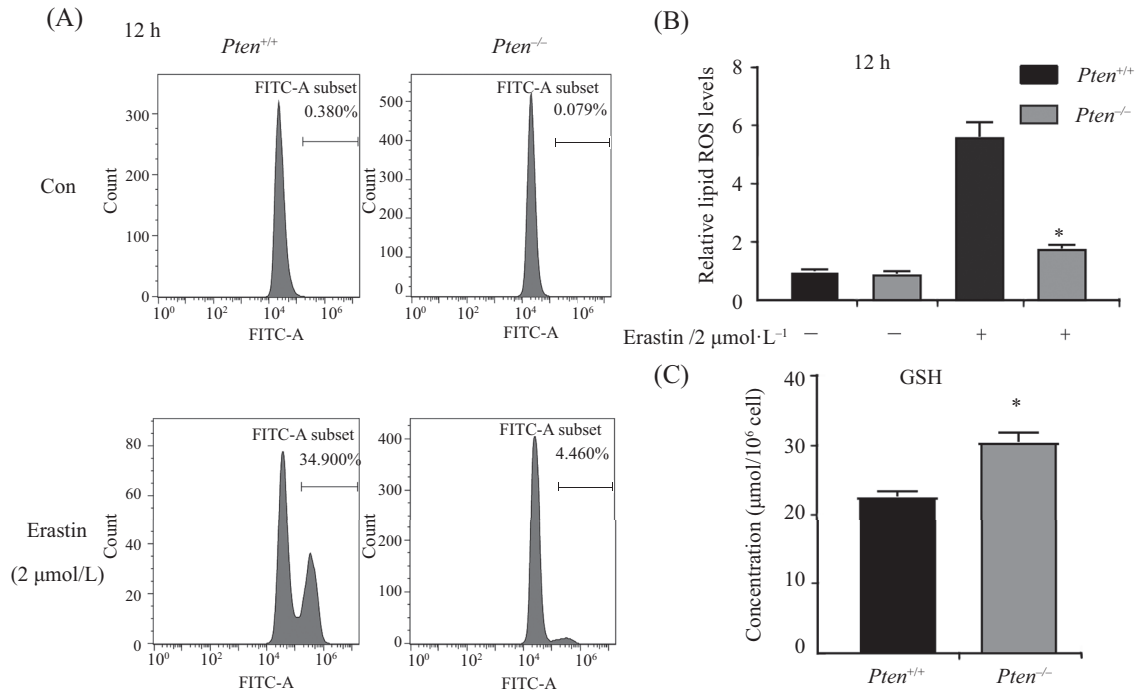 (A)
12 h
Pten+/+
Pten–/–
Con
FITC-A subset
0.380%
Count
300
200
100
0
10⁰ 10² 10⁴ 10⁶
FITC-A
FITC-A subset
0.079%
Count
500
400
300
200
100
0
10⁰ 10² 10⁴ 10⁶
FITC-A
Erastin
(2 μmol/L)
FITC-A subset
34.900%
Count
80
60
40
20
0
10⁰ 10² 10⁴ 10⁶
FITC-A
FITC-A subset
4.460%
Count
400
300
200
100
0
10⁰ 10² 10⁴ 10⁶
FITC-A
(B)
12 h
Pten+/+
Pten–/–
Relative lipid ROS levels
8
6
4
2
0
*
Erastin /2 μmol·L⁻¹ – – + +
(C)
GSH
Concentration (μmol/10⁶ cell)
40
30
20
10
0
*
Pten+/+ Pten–/–